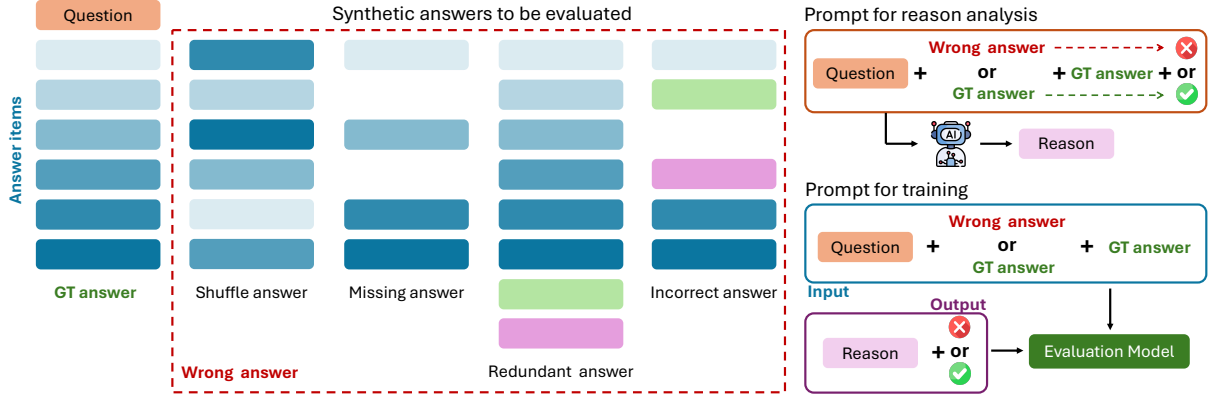 Question
Synthetic answers to be evaluated
Answer items
GT answer
Shuffle answer
Missing answer
Redundant answer
Incorrect answer
Wrong answer
Prompt for reason analysis
Wrong answer
Question + or + GT answer + or
GT answer
AI
Reason
Prompt for training
Wrong answer
Question + or + GT answer
GT answer
Input
Output
Reason + or
Evaluation Model